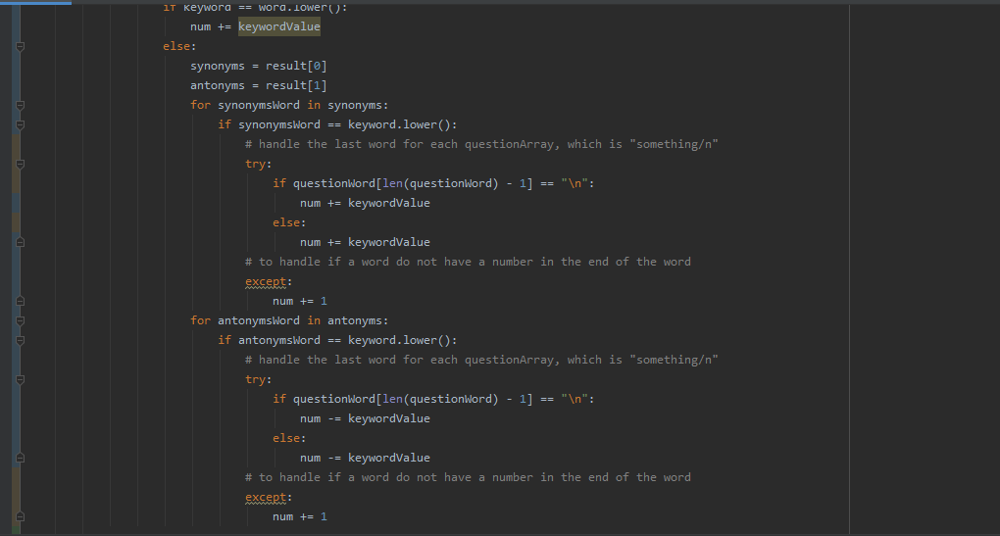 if keyword == word.lower():
    num += keywordValue
else:
    synonyms = result[0]
    antonyms = result[1]
    for synonymsWord in synonyms:
        if synonymsWord == keyword.lower():
            # handle the last word for each questionArray, which is "something/n"
            try:
                if questionWord[len(questionWord) - 1] == "\n":
                    num += keywordValue
                else:
                    num += keywordValue
            # to handle if a word do not have a number in the end of the word
            except:
                num += 1
    for antonymsWord in antonyms:
        if antonymsWord == keyword.lower():
            # handle the last word for each questionArray, which is "something/n"
            try:
                if questionWord[len(questionWord) - 1] == "\n":
                    num -= keywordValue
                else:
                    num -= keywordValue
            # to handle if a word do not have a number in the end of the word
            except:
                num += 1